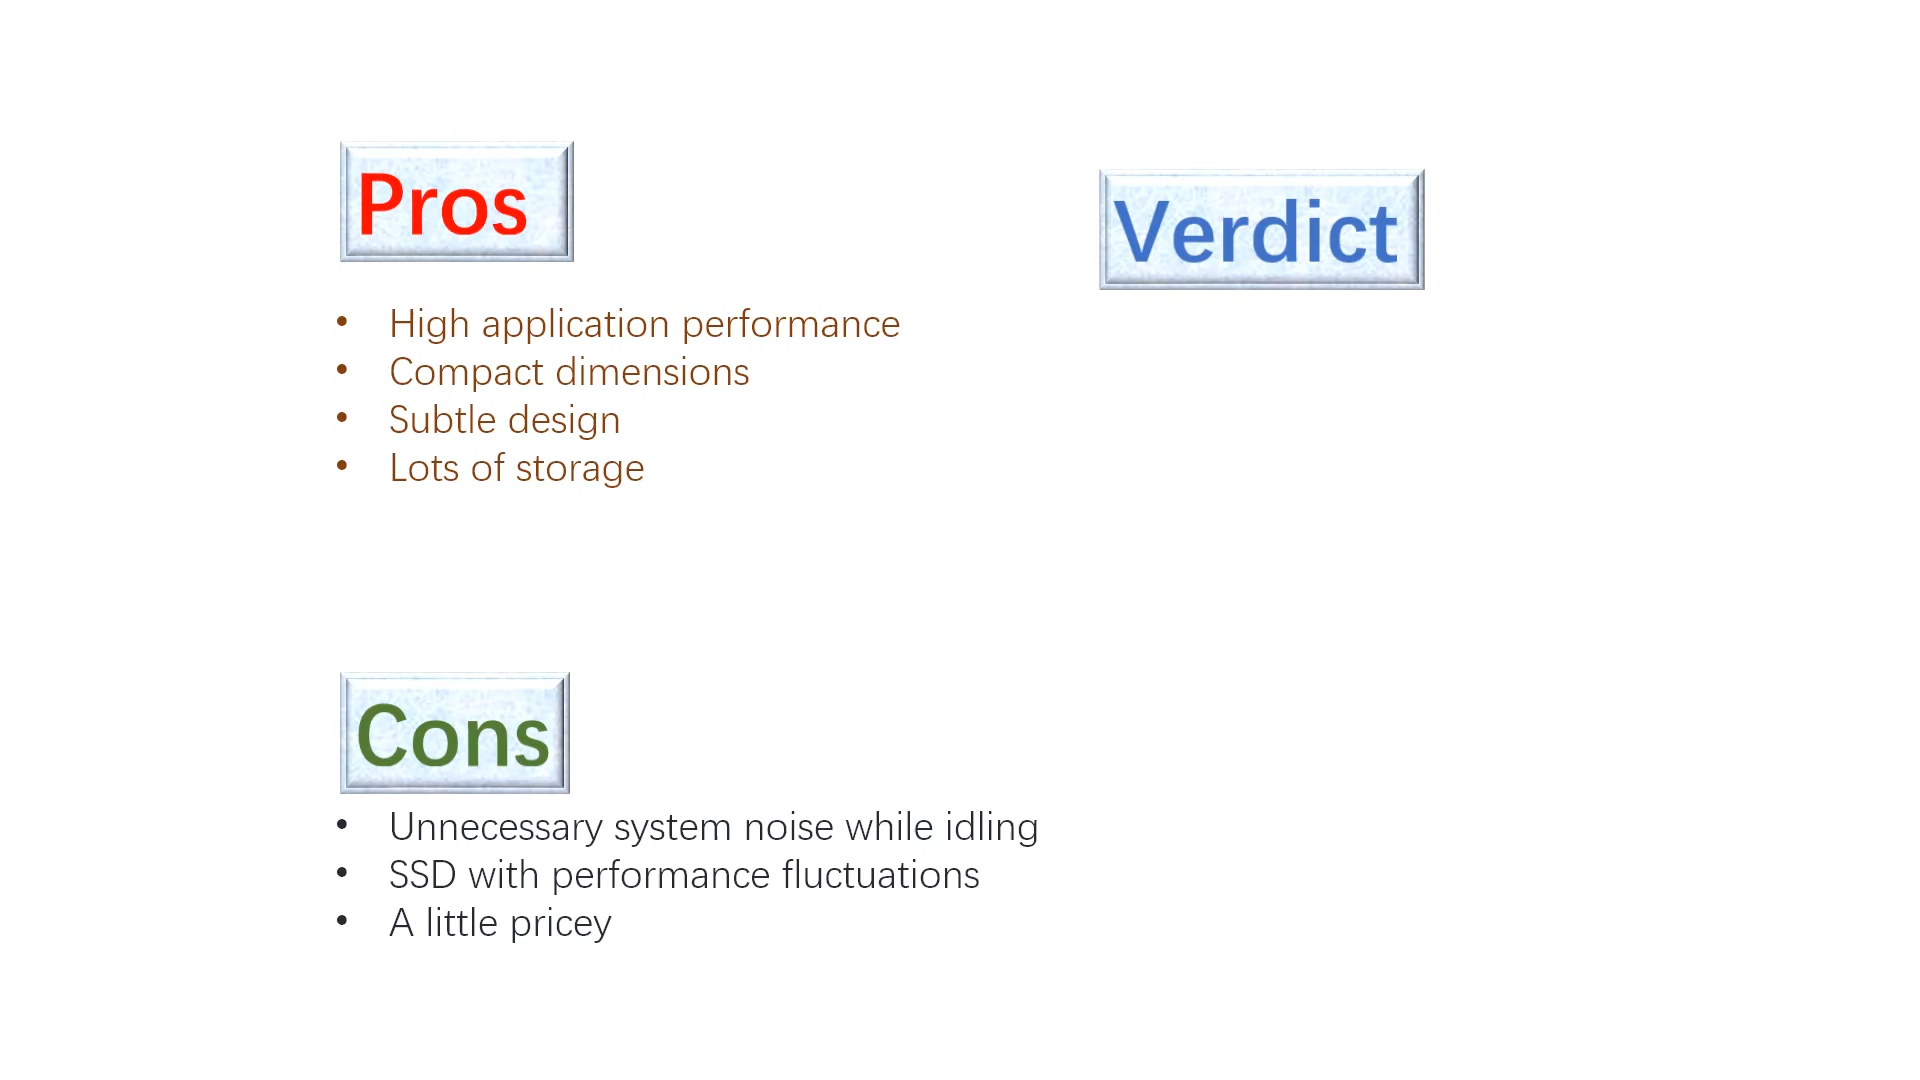 Pros
• High application performance
• Compact dimensions
• Subtle design
• Lots of storage
Cons
• Unnecessary system noise while idling
• SSD with performance fluctuations
• A little pricey
Verdict